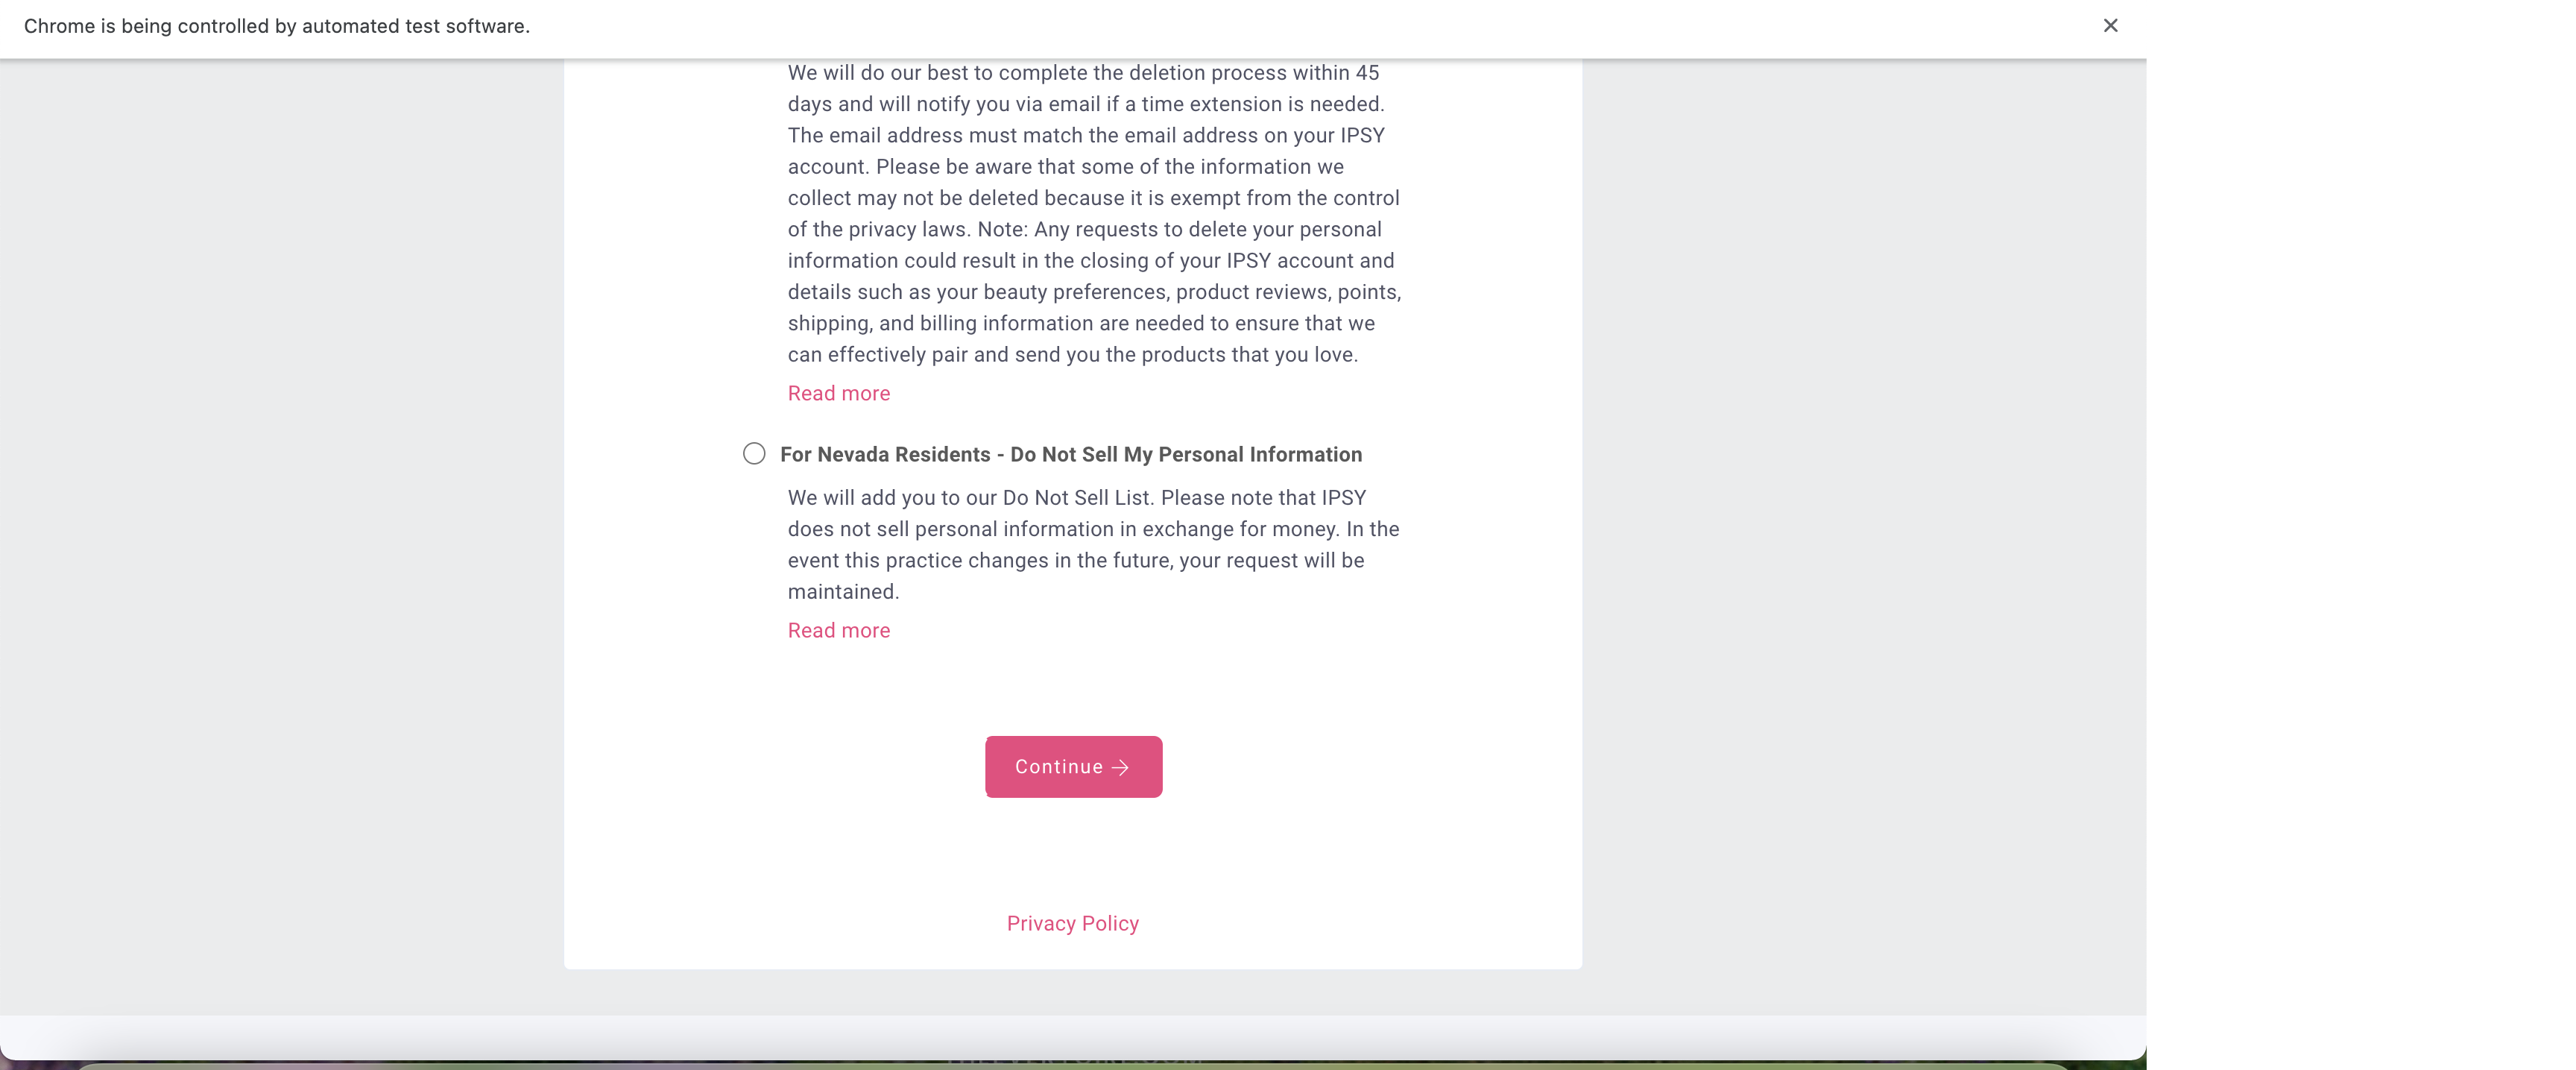 Chrome is being controlled by automated test software.
We will do our best to complete the deletion process within 45
days and will notify you via email if a time extension is needed.
The email address must match the email address on your IPSY
account. Please be aware that some of the information we
collect may not be deleted because it is exempt from the control
of the privacy laws. Note: Any requests to delete your personal
information could result in the closing of your IPSY account and
details such as your beauty preferences, product reviews, points,
shipping, and billing information are needed to ensure that we
can effectively pair and send you the products that you love.
Read more
For Nevada Residents - Do Not Sell My Personal Information
We will add you to our Do Not Sell List. Please note that IPSY
does not sell personal information in exchange for money. In the
event this practice changes in the future, your request will be
maintained.
Read more
Continue →
Privacy Policy